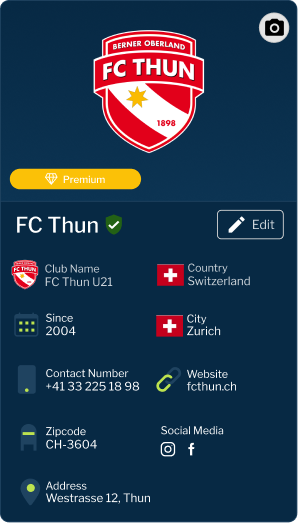 BERNER OBERLAND
FC THUN
1898
Premium
FC Thun
Edit
Club Name
FC Thun U21
Country
Switzerland
Since
2004
City
Zurich
Contact Number
+41 33 225 18 98
Website
fcthun.ch
Zipcode
CH-3604
Social Media
Address
Westrasse 12, Thun